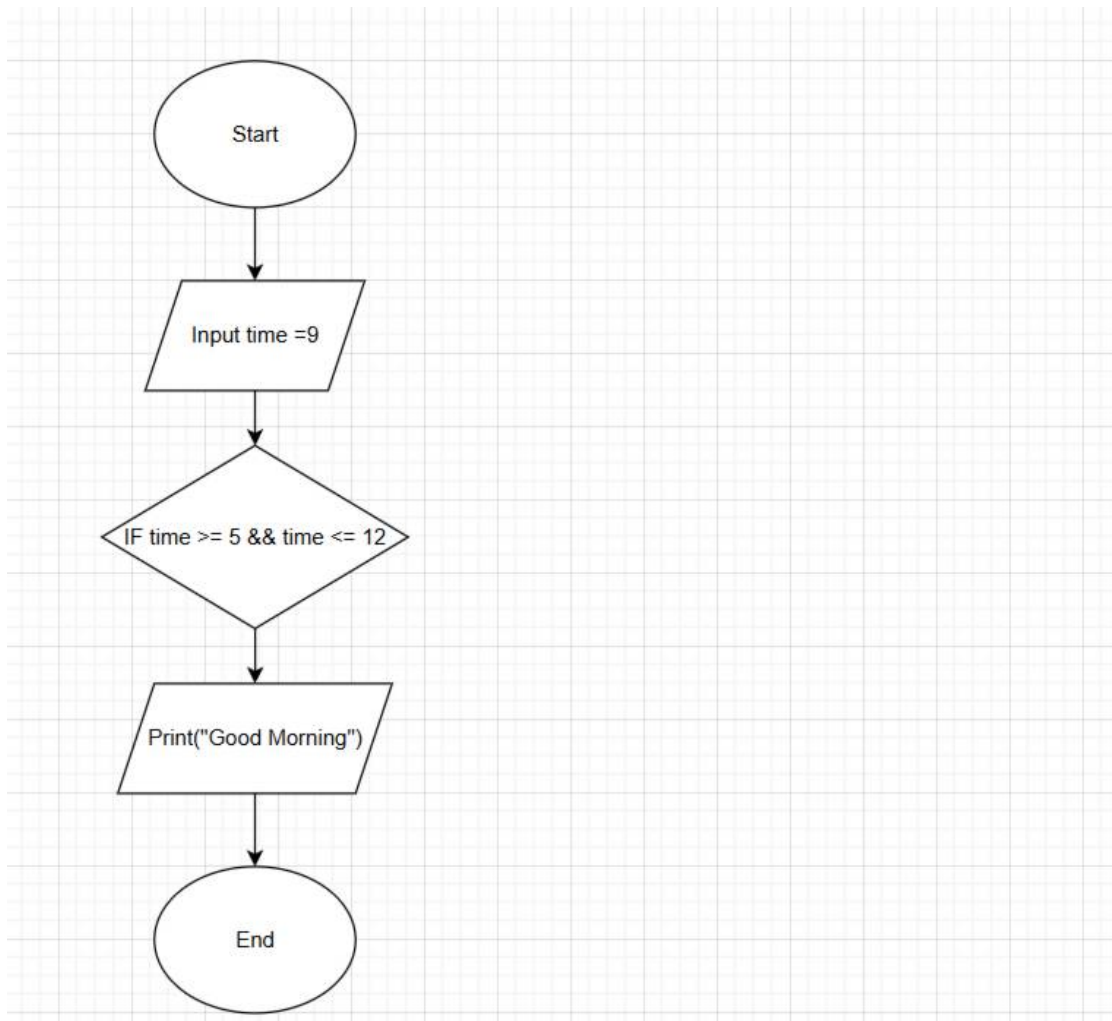 Start
Input time =9
IF time >= 5 && time <= 12
Print("Good Morning")
End